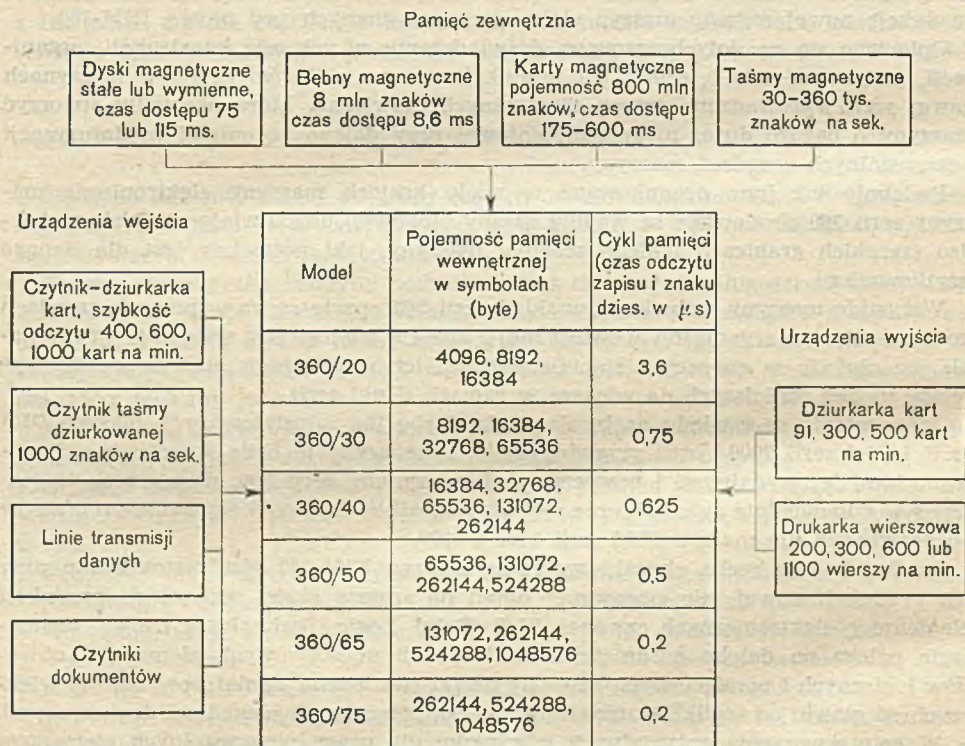 Pamięć zewnętrzna
Dyski magnetyczne
stałe lub wymienne,
czas dostępu 75
lub 115 ms.
Bębny magnetyczne
8 mln znaków
czas dostępu 8,6 ms
Karty magnetyczne
pojemność 800 mln
znaków, czas dostępu
175-600 ms
Taśmy magnetyczne
30-360 tys.
znaków na sek.
Urządzenia wejścia
Czytnik-dziurkarka
kart, szybkość
odczytu 400, 600,
1000 kart na min.
Czytnik taśmy
dziurkowanej
1000 znaków na sek.
Linie transmisji
danych
Czytniki
dokumentów
Model
Pojemność pamięci
wewnętrznej
w symbolach
(byte)
Cykl pamięci
(czas odczytu
zapisu i znaku
dzies. w μ.s)
360/20
4096, 8192,
16384
3,6
360/30
8192, 16384,
32768, 65536
0,75
360/40
16384, 32768.
65536, 131072,
262144
0,625
360/50
65536, 131072,
262144, 524288
0,5
360/65
131072, 262144,
524288, 1048576
0,2
360/75
262144, 524288,
1048576
0,2
Urządzenia wyjścia
Dziurkarka kart
91, 300, 500 kart
na min.
Drukarka wierszowa
200, 300, 600 lub
1100 wierszy na min.